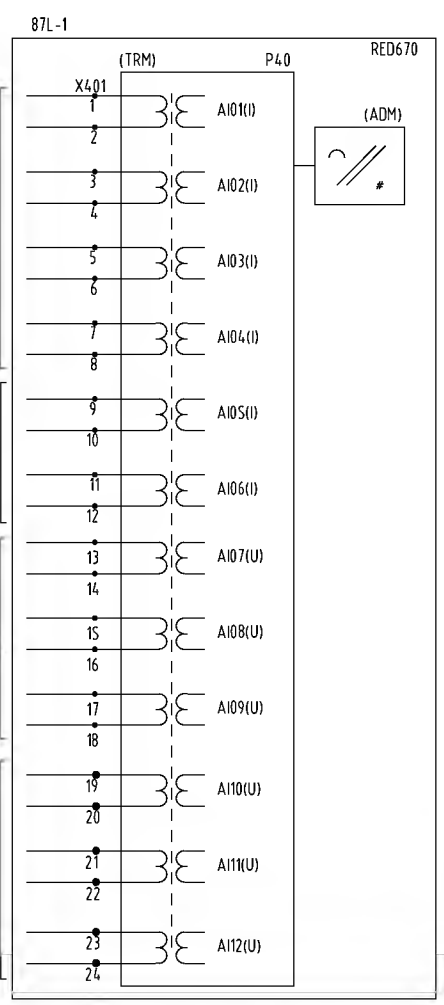 87L-1
RED670
(TRM) P40
X401
1
AI01(I)
2
(ADM)
#
3
AI02(I)
4
5
AI03(I)
6
7
AI04(I)
8
9
AI05(I)
10
11
AI06(I)
12
13
AI07(U)
14
15
AI08(U)
16
17
AI09(U)
18
19
AI10(U)
20
21
AI11(U)
22
23
AI12(U)
24